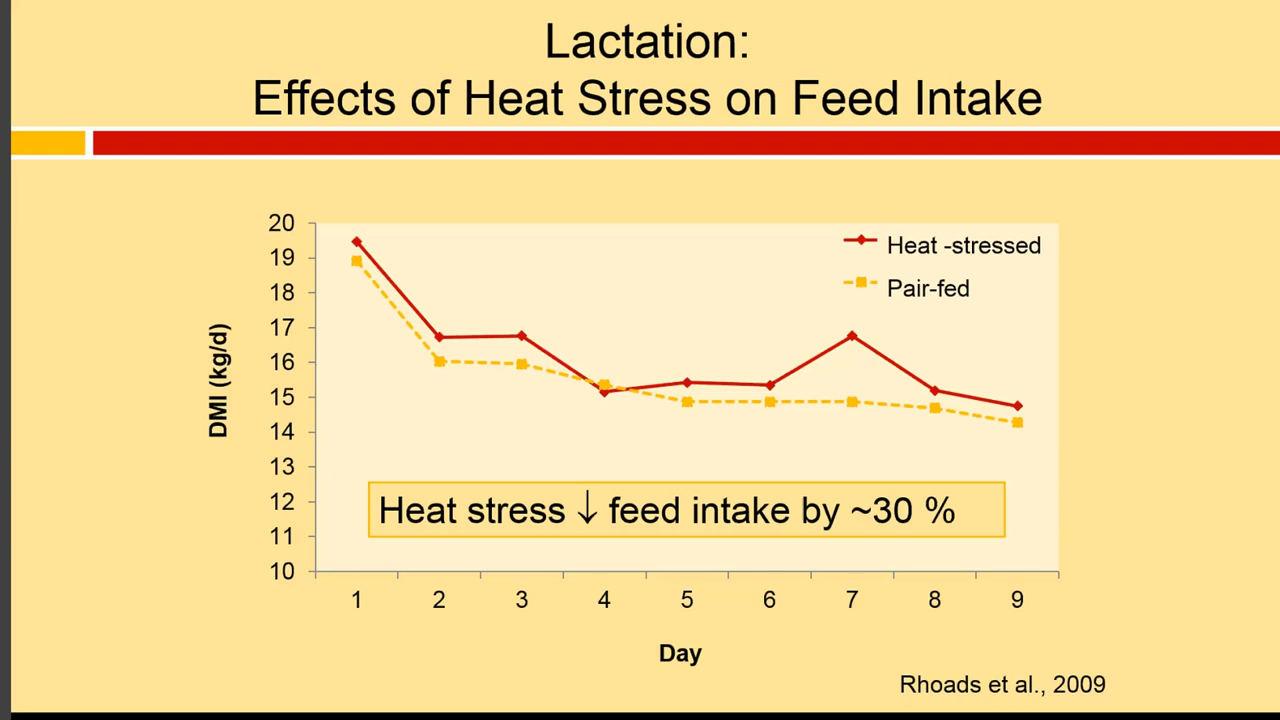 Lactation:
Effects of Heat Stress on Feed Intake
20
19
18
17
16
15
14
13
12
11
10
DMI (kg/d)
Heat -stressed
Pair-fed
Heat stress ↓ feed intake by ~30 %
1 2 3 4 5 6 7 8 9
Day
Rhoads et al., 2009